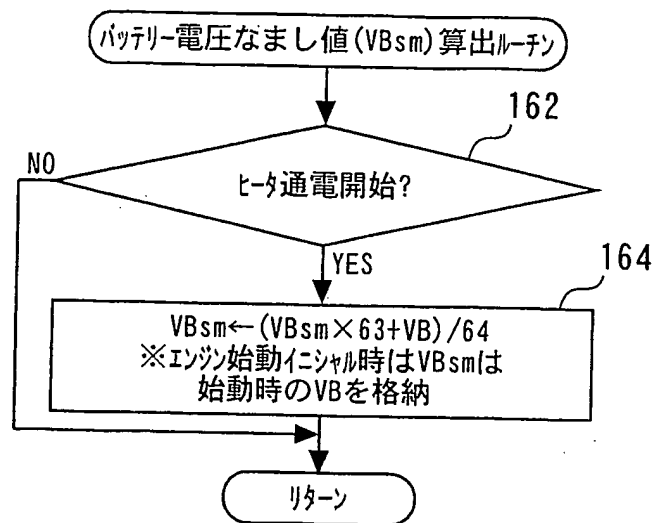 バッテリー電圧なまし値(VBsm)算出ルーチン
162
NO
ヒータ通電開始?
YES
164
VBsm←(VBsm×63+VB)/64
※エンジン始動イニシャル時はVBsmは
始動時のVBを格納
リターン